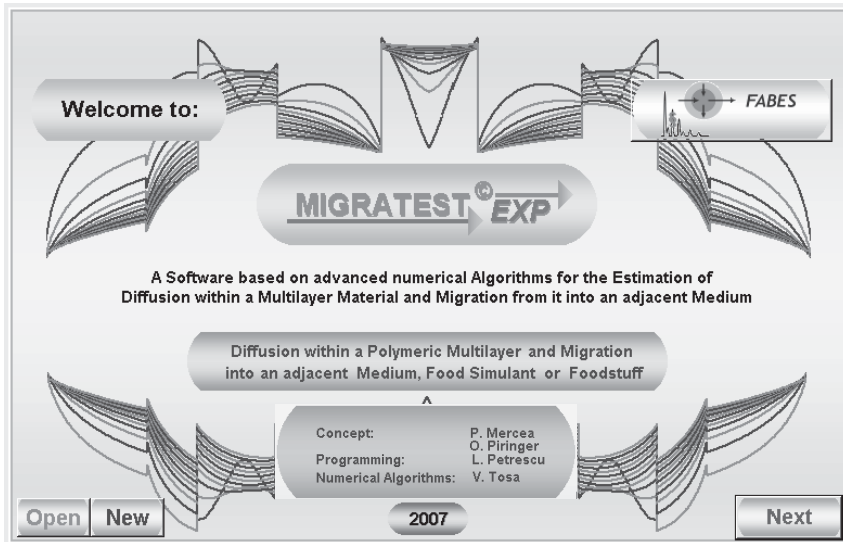 Welcome to:
FABES
MIGRATEST © EXP
A Software based on advanced numerical Algorithms for the Estimation of
Diffusion within a Multilayer Material and Migration from it into an adjacent Medium
Diffusion within a Polymeric Multilayer and Migration
into an adjacent Medium, Food Simulant or Foodstuff
Concept: P. Mercea
O. Piringer
Programming: L. Petrescu
Numerical Algorithms: V. Tosa
Open New
2007
Next